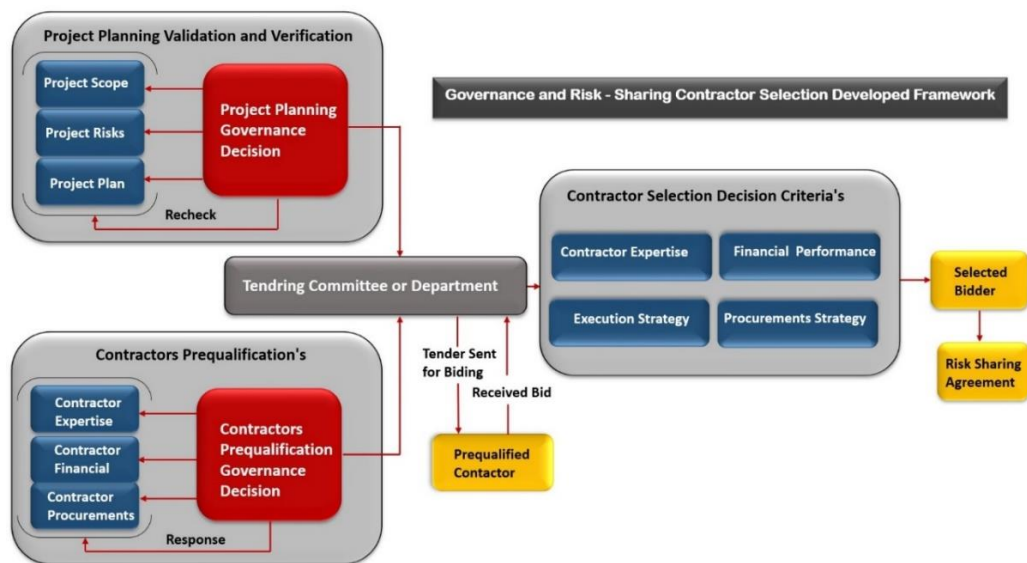 Project Planning Validation and Verification
Project Scope
Project Risks
Project Plan
Project Planning
Governance
Decision
Recheck
Governance and Risk - Sharing Contractor Selection Developed Framework
Tendring Committee or Department
Contractors Prequalification's
Contractor
Expertise
Contractor
Financial
Contractor
Procurements
Contractors
Prequalification
Governance
Decision
Response
Tender Sent
for Biding
Received Bid
Prequalified
Contactor
Contractor Selection Decision Criteria's
Contractor Expertise
Financial Performance
Execution Strategy
Procurements Strategy
Selected
Bidder
Risk Sharing
Agreement